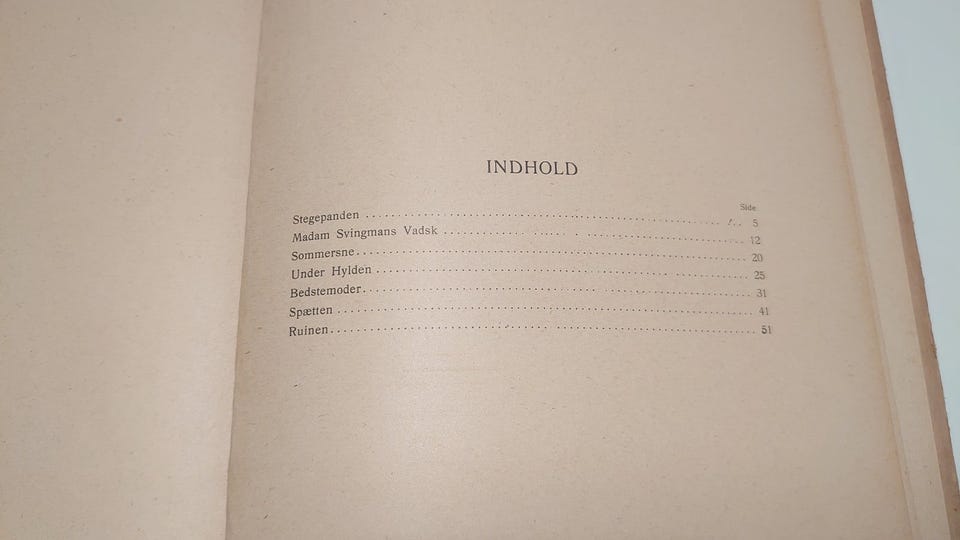 INDHOLD
Side
Stegepanden 5
Madam Svingmans Vadsk 12
Sommersne 20
Under Hylden 25
Bedstemoder 31
Spætten 41
Ruinen 51